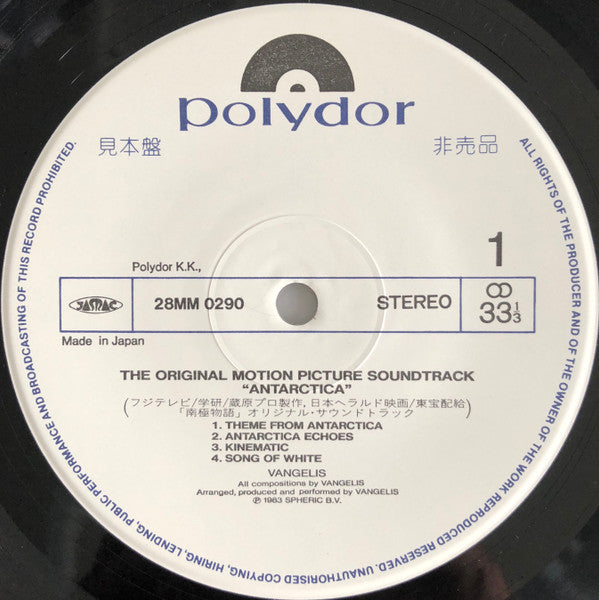 polydor
見本盤
非売品
1
Polydor K.K.,
JASRAC
28MM 0290
STEREO
33 1/3
Made in Japan
THE ORIGINAL MOTION PICTURE SOUNDTRACK
"ANTARCTICA"
(フジテレビ/学研/蔵原プロ製作, 日本ヘラルド映画/東宝配給
「南極物語」オリジナル・サウンドトラック)
1. THEME FROM ANTARCTICA
2. ANTARCTICA ECHOES
3. KINEMATIC
4. SONG OF WHITE
VANGELIS
All compositions by VANGELIS
Arranged, produced and performed by VANGELIS
℗ 1983 SPHERIC B.V.
ALL RIGHTS OF THE PRODUCER AND OF THE OWNER OF THE WORK REPRODUCED RESERVED. UNAUTHORISED COPYING, HIRING, LENDING, PUBLIC PERFORMANCE AND BROADCASTING OF THIS RECORD PROHIBITED.